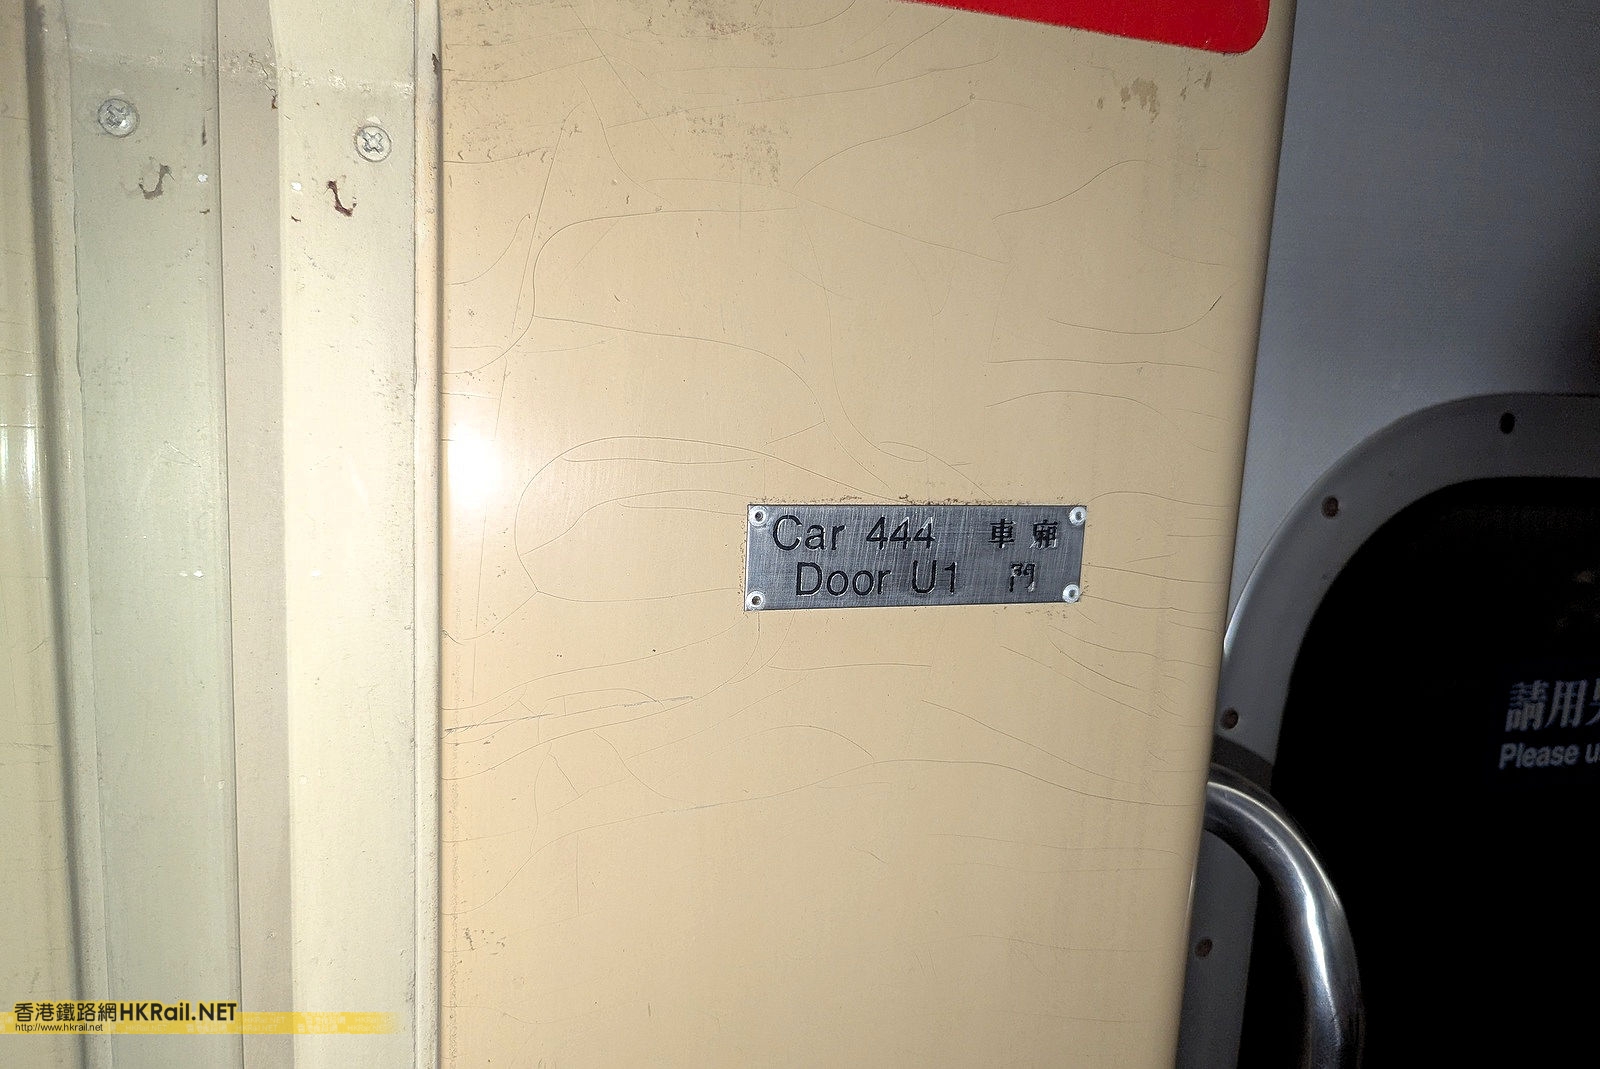 Car 444 車廂
Door U1 門
請用
Please
香港鐵路網HKRail.NET
http://www.hkrail.net